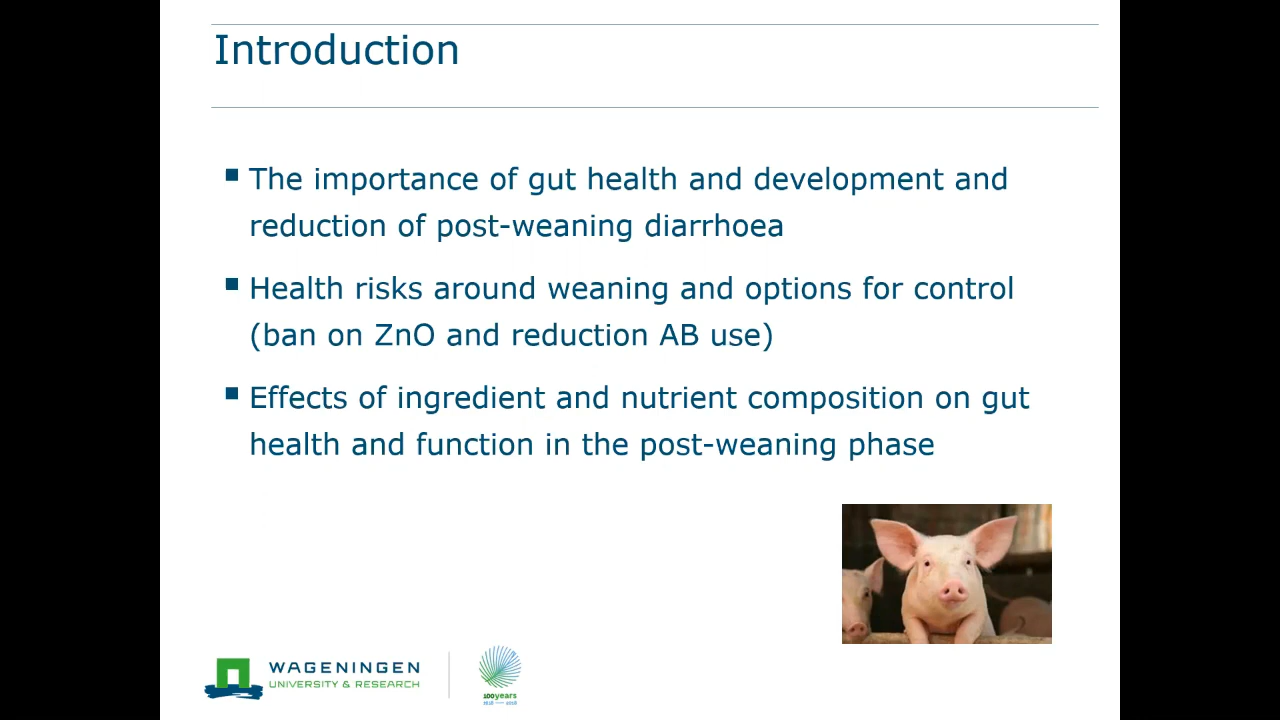 Introduction
▪ The importance of gut health and development and
reduction of post-weaning diarrhoea
▪ Health risks around weaning and options for control
(ban on ZnO and reduction AB use)
▪ Effects of ingredient and nutrient composition on gut
health and function in the post-weaning phase
WAGENINGEN
UNIVERSITY & RESEARCH
100years